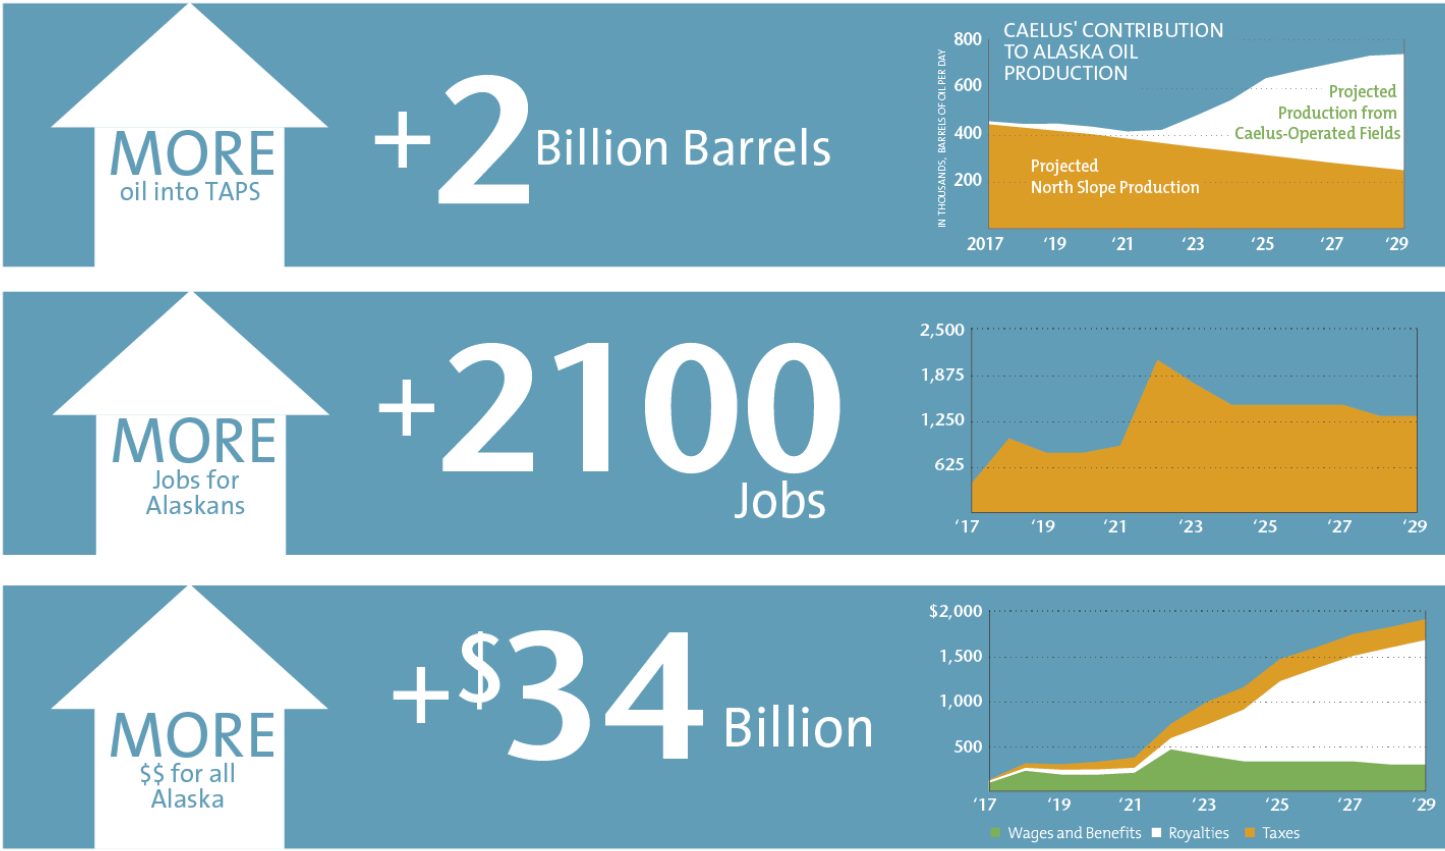 MORE
oil into TAPS
+2 Billion Barrels
CAELUS' CONTRIBUTION
TO ALASKA OIL
PRODUCTION
IN THOUSANDS, BARRELS OF OIL PER DAY
800
600
400
200
Projected
Production from
Caelus-Operated Fields
Projected
North Slope Production
2017 '19 '21 '23 '25 '27 '29
MORE
Jobs for
Alaskans
+2100
Jobs
2,500
1,875
1,250
625
'17 '19 '21 '23 '25 '27 '29
MORE
$$ for all
Alaska
+$34 Billion
$2,000
1,500
1,000
500
'17 '19 '21 '23 '25 '27 '29
Wages and Benefits Royalties Taxes